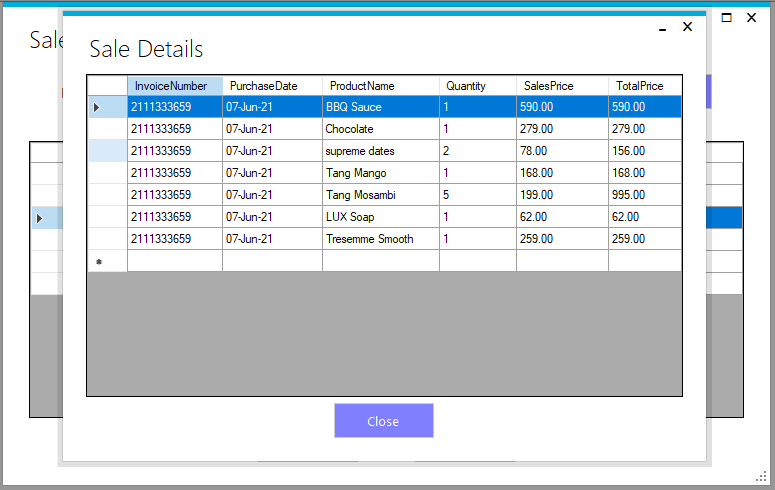 Sale
Sale Details
InvoiceNumber PurchaseDate ProductName Quantity SalesPrice TotalPrice
2111333659 07-Jun-21 BBQ Sauce 1 590.00 590.00
2111333659 07-Jun-21 Chocolate 1 279.00 279.00
2111333659 07-Jun-21 supreme dates 2 78.00 156.00
2111333659 07-Jun-21 Tang Mango 1 168.00 168.00
2111333659 07-Jun-21 Tang Mosambi 5 199.00 995.00
2111333659 07-Jun-21 LUX Soap 1 62.00 62.00
2111333659 07-Jun-21 Tresemme Smooth 1 259.00 259.00
Close